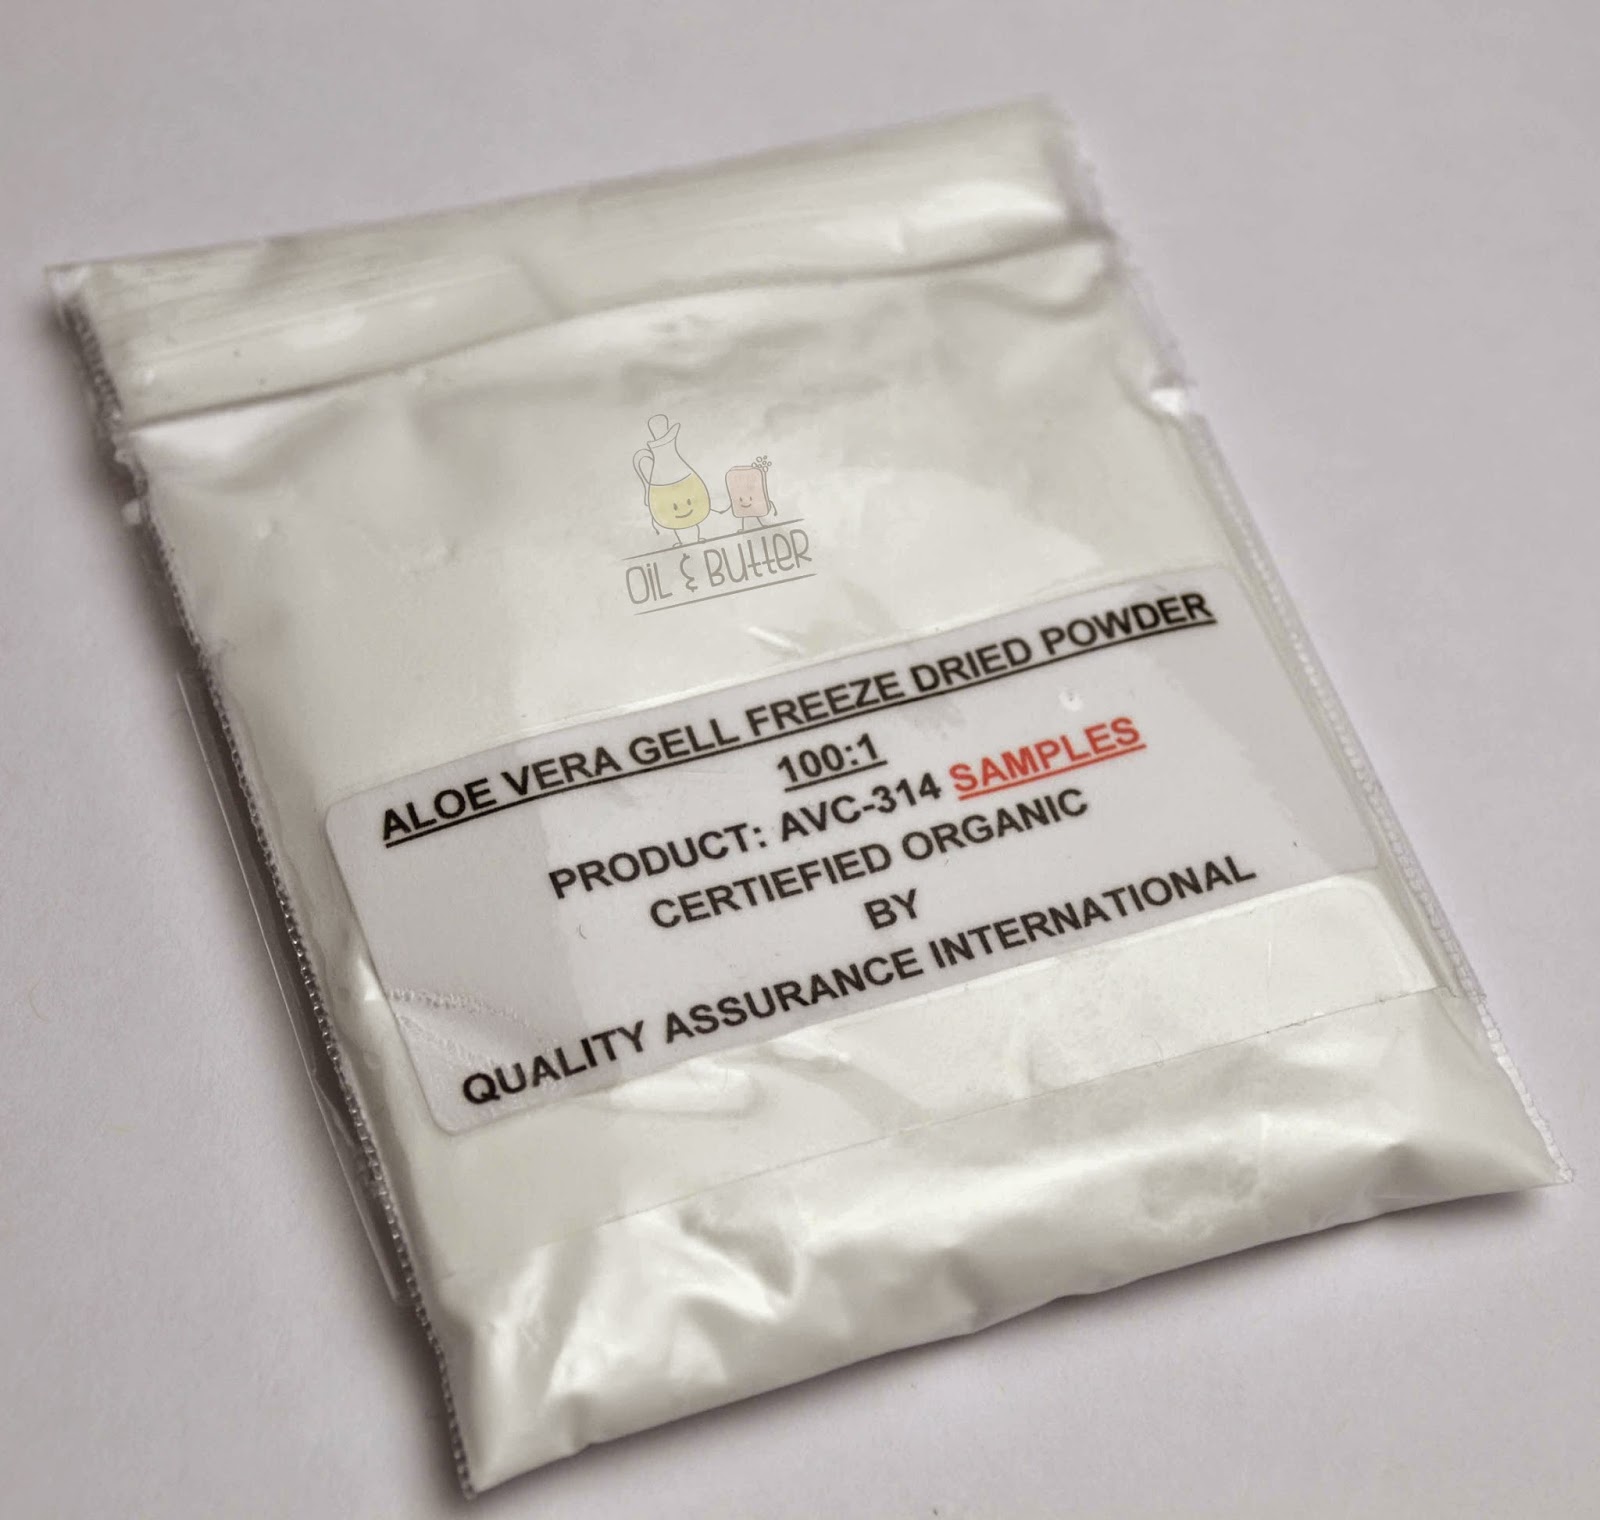 OiL & BUtteR
ALOE VERA GELL FREEZE DRIED POWDER
100:1
PRODUCT: AVC-314 SAMPLES
CERTIEFIED ORGANIC
BY
QUALITY ASSURANCE INTERNATIONAL